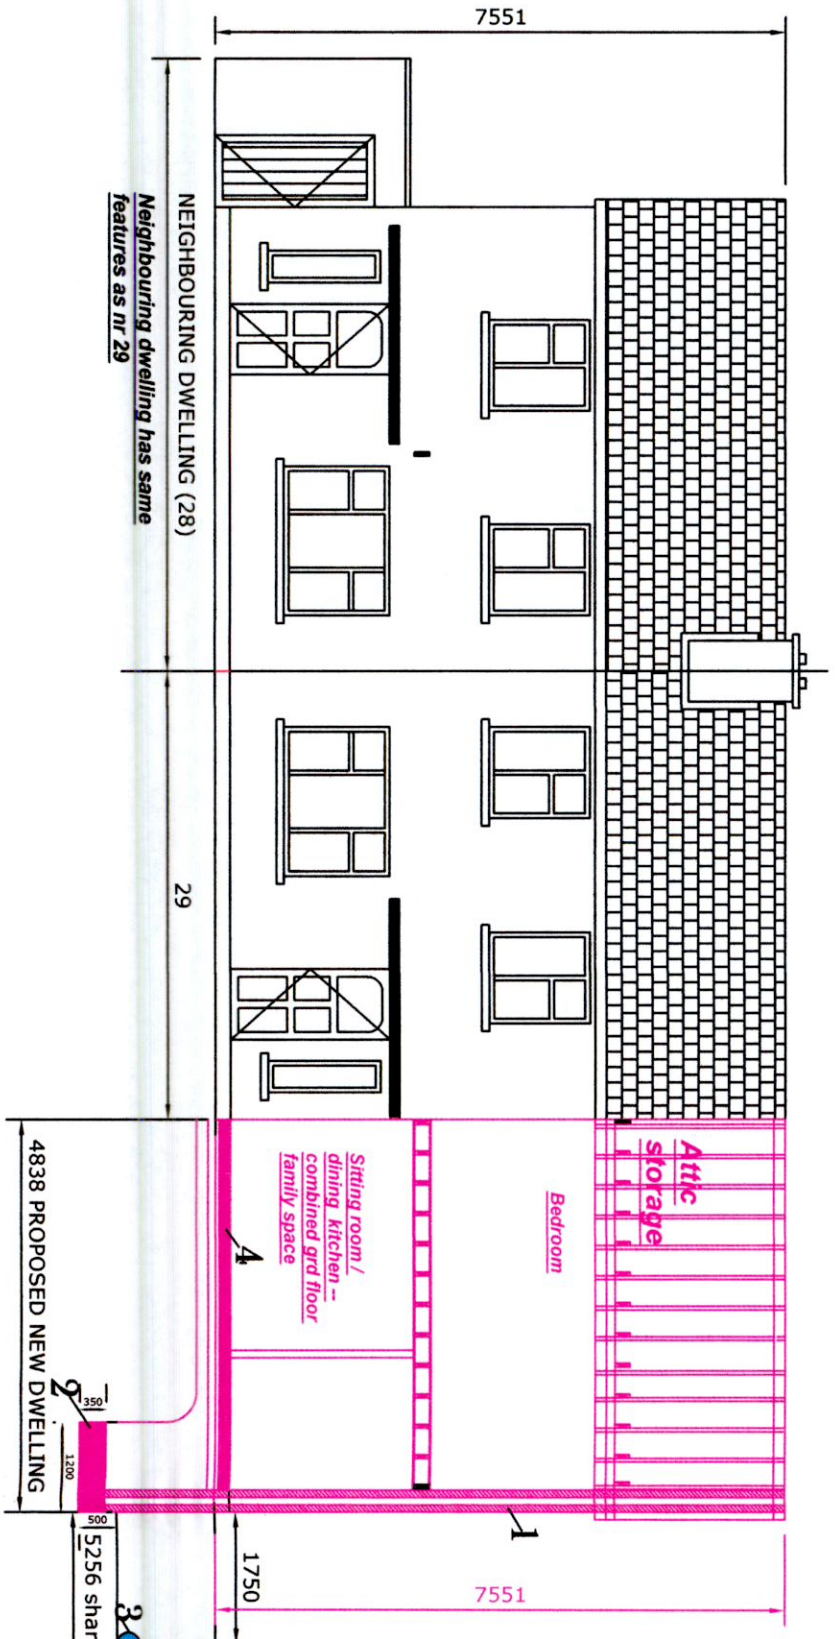 7551
NEIGHBOURING DWELLING (28)
Neighbouring dwelling has same
features as nr 29
29
Attic
storage
Bedroom
Sitting room /
dining kitchen --
combined grd floor
family space
4
4838 PROPOSED NEW DWELLING
2
350
1200
500
1
1750
5256 shar
3
7551